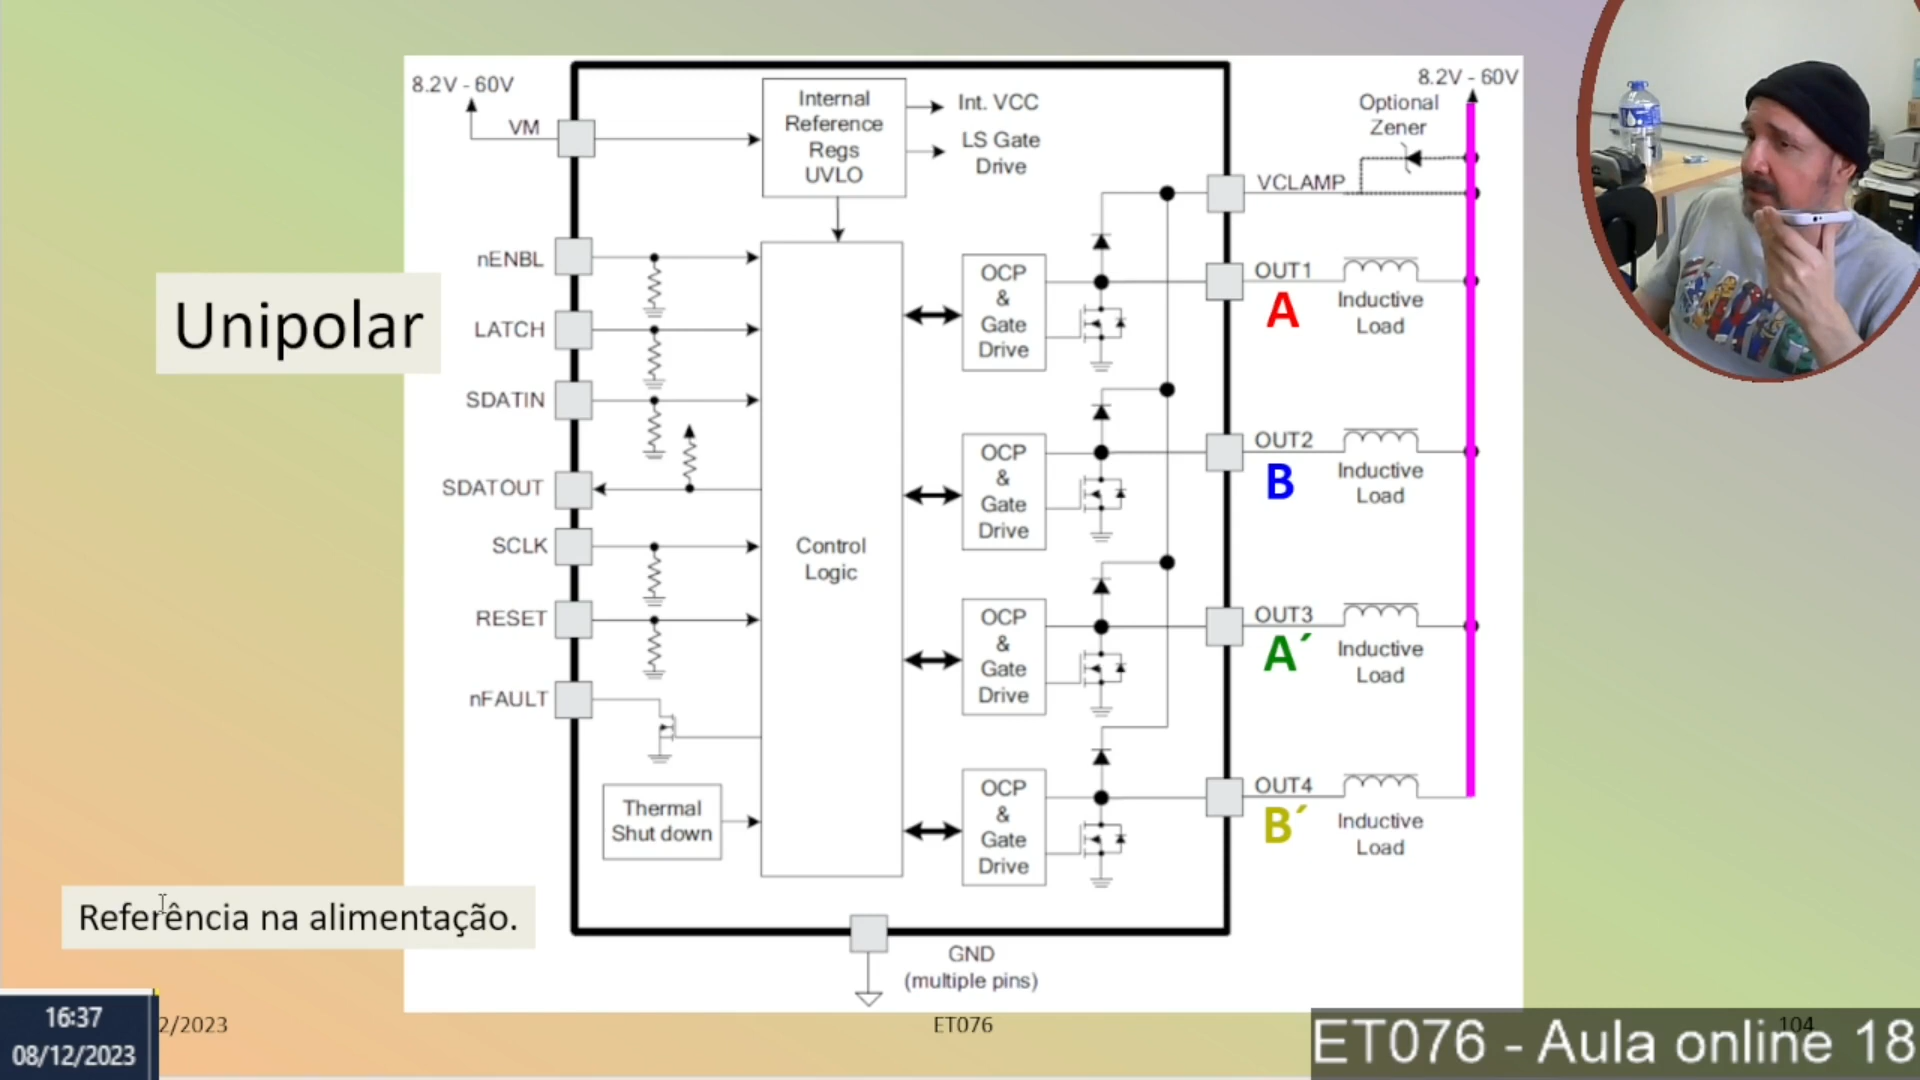 8.2V - 60V
VM
Internal
Reference
Regs
UVLO
Int. VCC
LS Gate
Drive
8.2V - 60V
Optional
Zener
VCLAMP
nENBL
LATCH
SDATIN
SDATOUT
SCLK
RESET
nFAULT
Unipolar
Control
Logic
Thermal
Shut down
OCP
&
Gate
Drive
OUT1
A
Inductive
Load
OCP
&
Gate
Drive
OUT2
B
Inductive
Load
OCP
&
Gate
Drive
OUT3
A´
Inductive
Load
OCP
&
Gate
Drive
OUT4
B´
Inductive
Load
Referência na alimentação.
GND
(multiple pins)
16:37
08/12/2023
2/2023
ET076
104
ET076 - Aula online 18